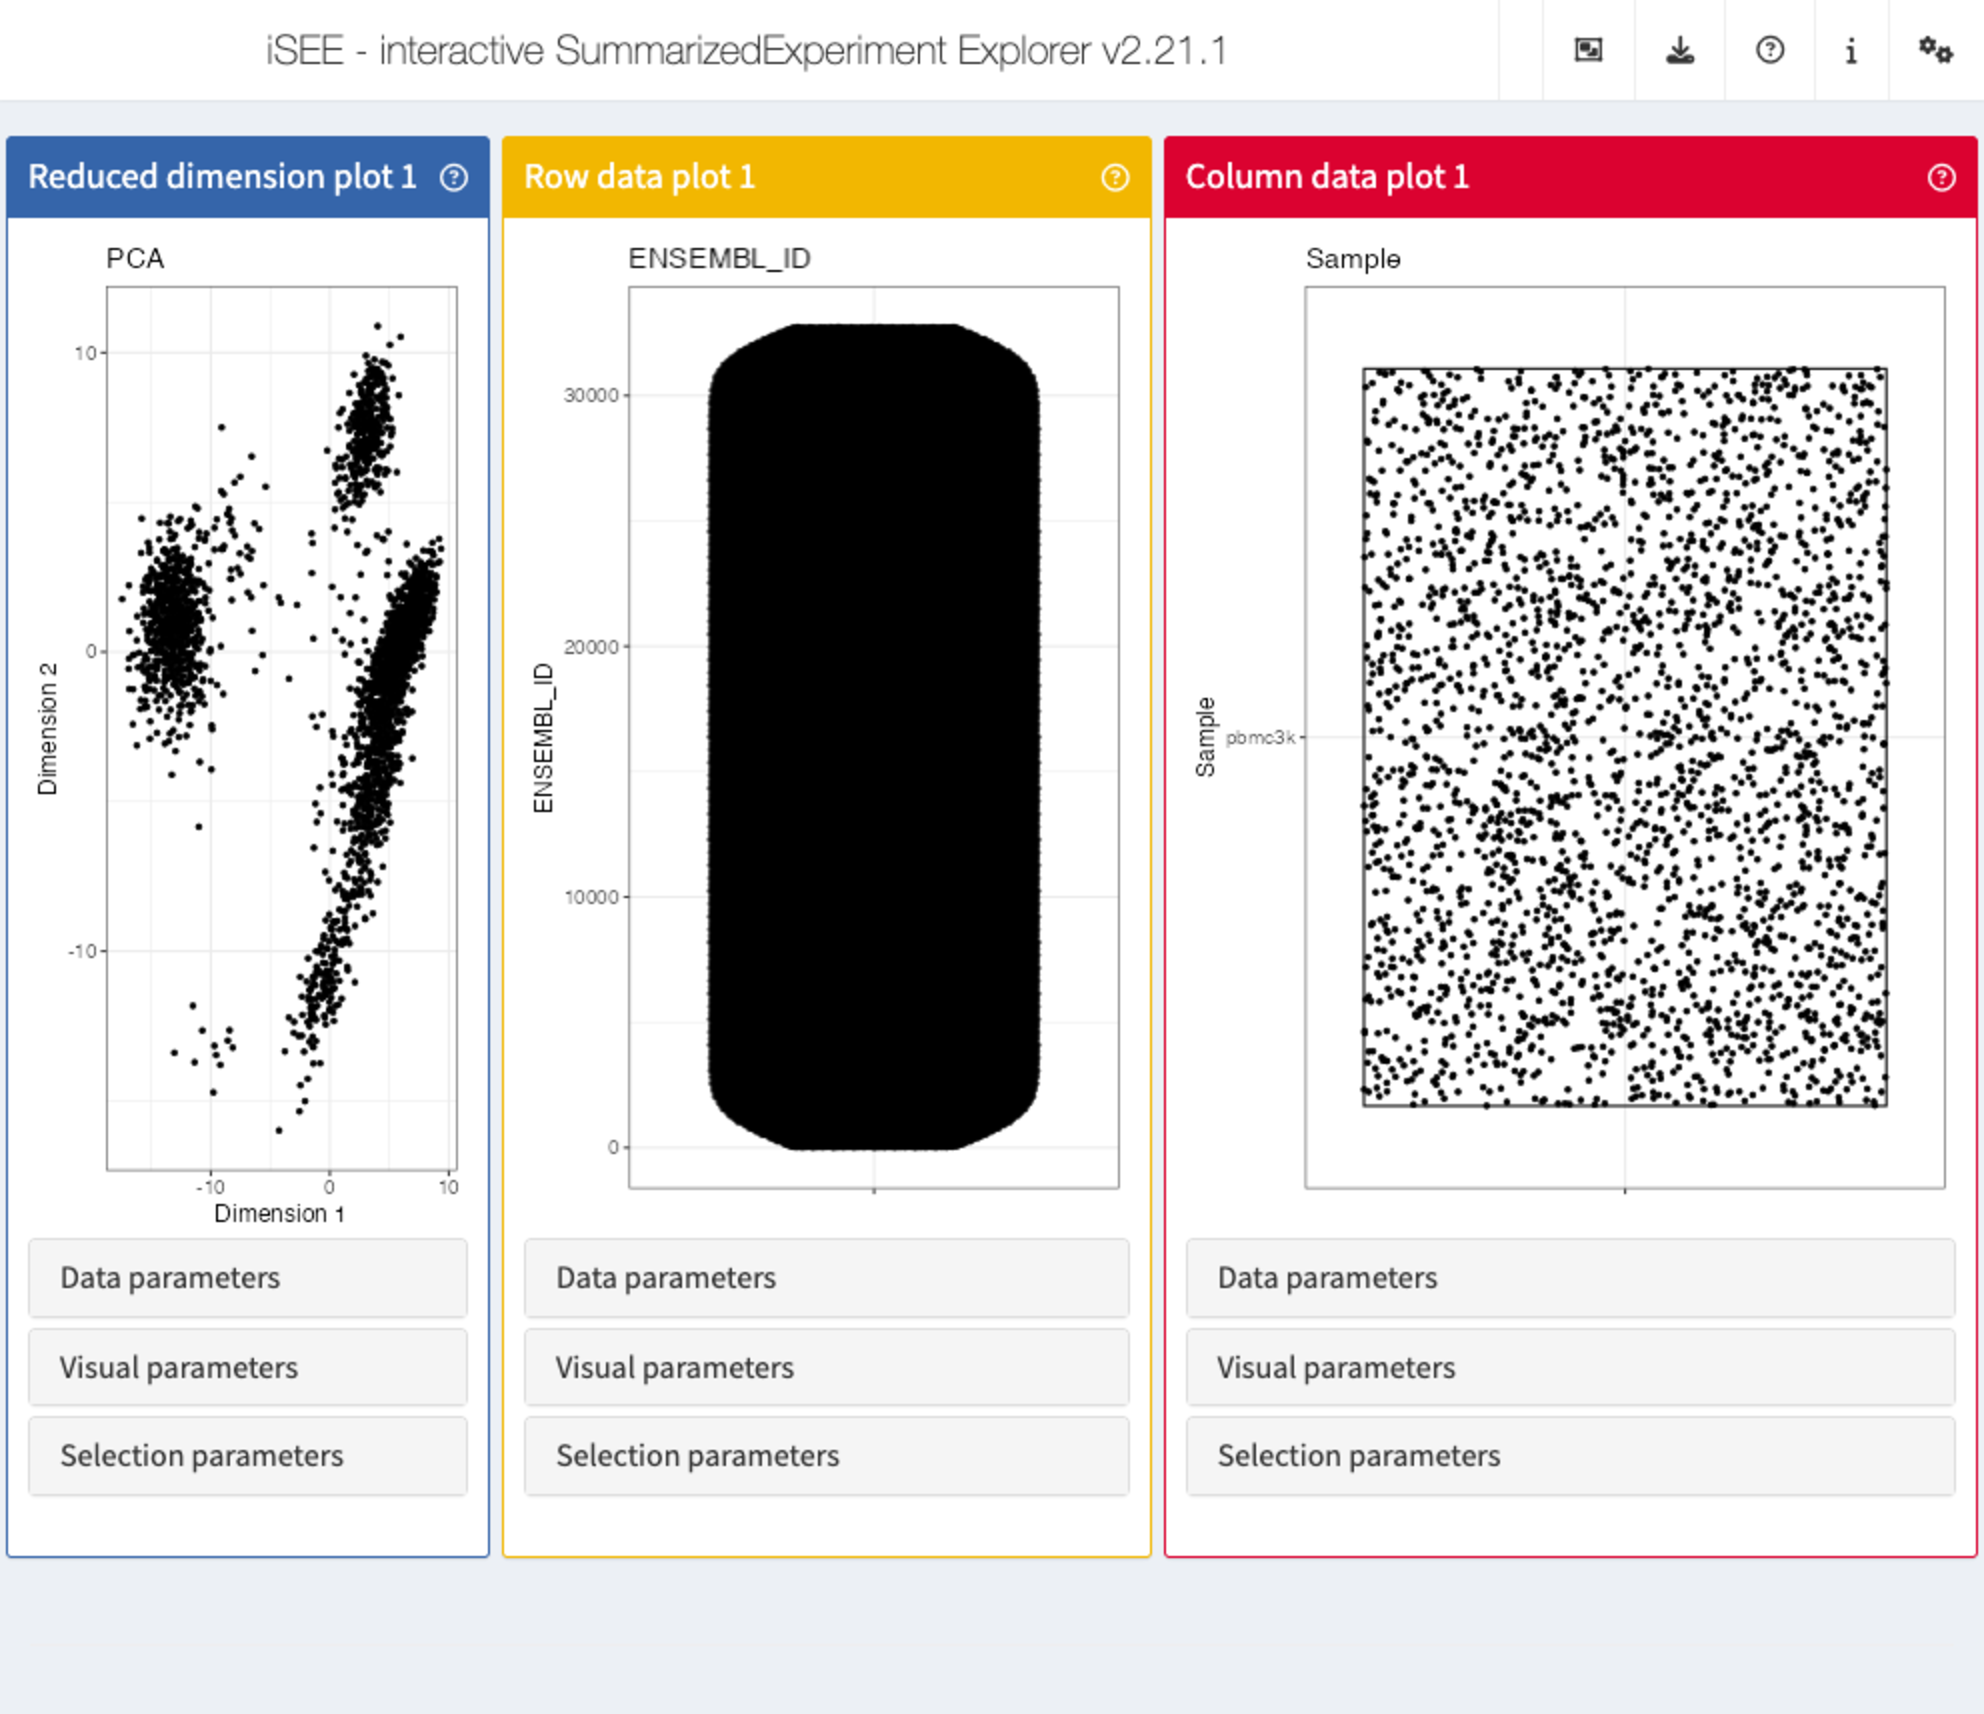 iSEE - interactive SummarizedExperiment Explorer v2.21.1
Reduced dimension plot 1
PCA
10
0
-10
Dimension 2
-10 0 10
Dimension 1
Data parameters
Visual parameters
Selection parameters
Row data plot 1
ENSEMBL_ID
30000
20000
10000
0
ENSEMBL_ID
Data parameters
Visual parameters
Selection parameters
Column data plot 1
Sample
pbmc3k
Sample
Data parameters
Visual parameters
Selection parameters